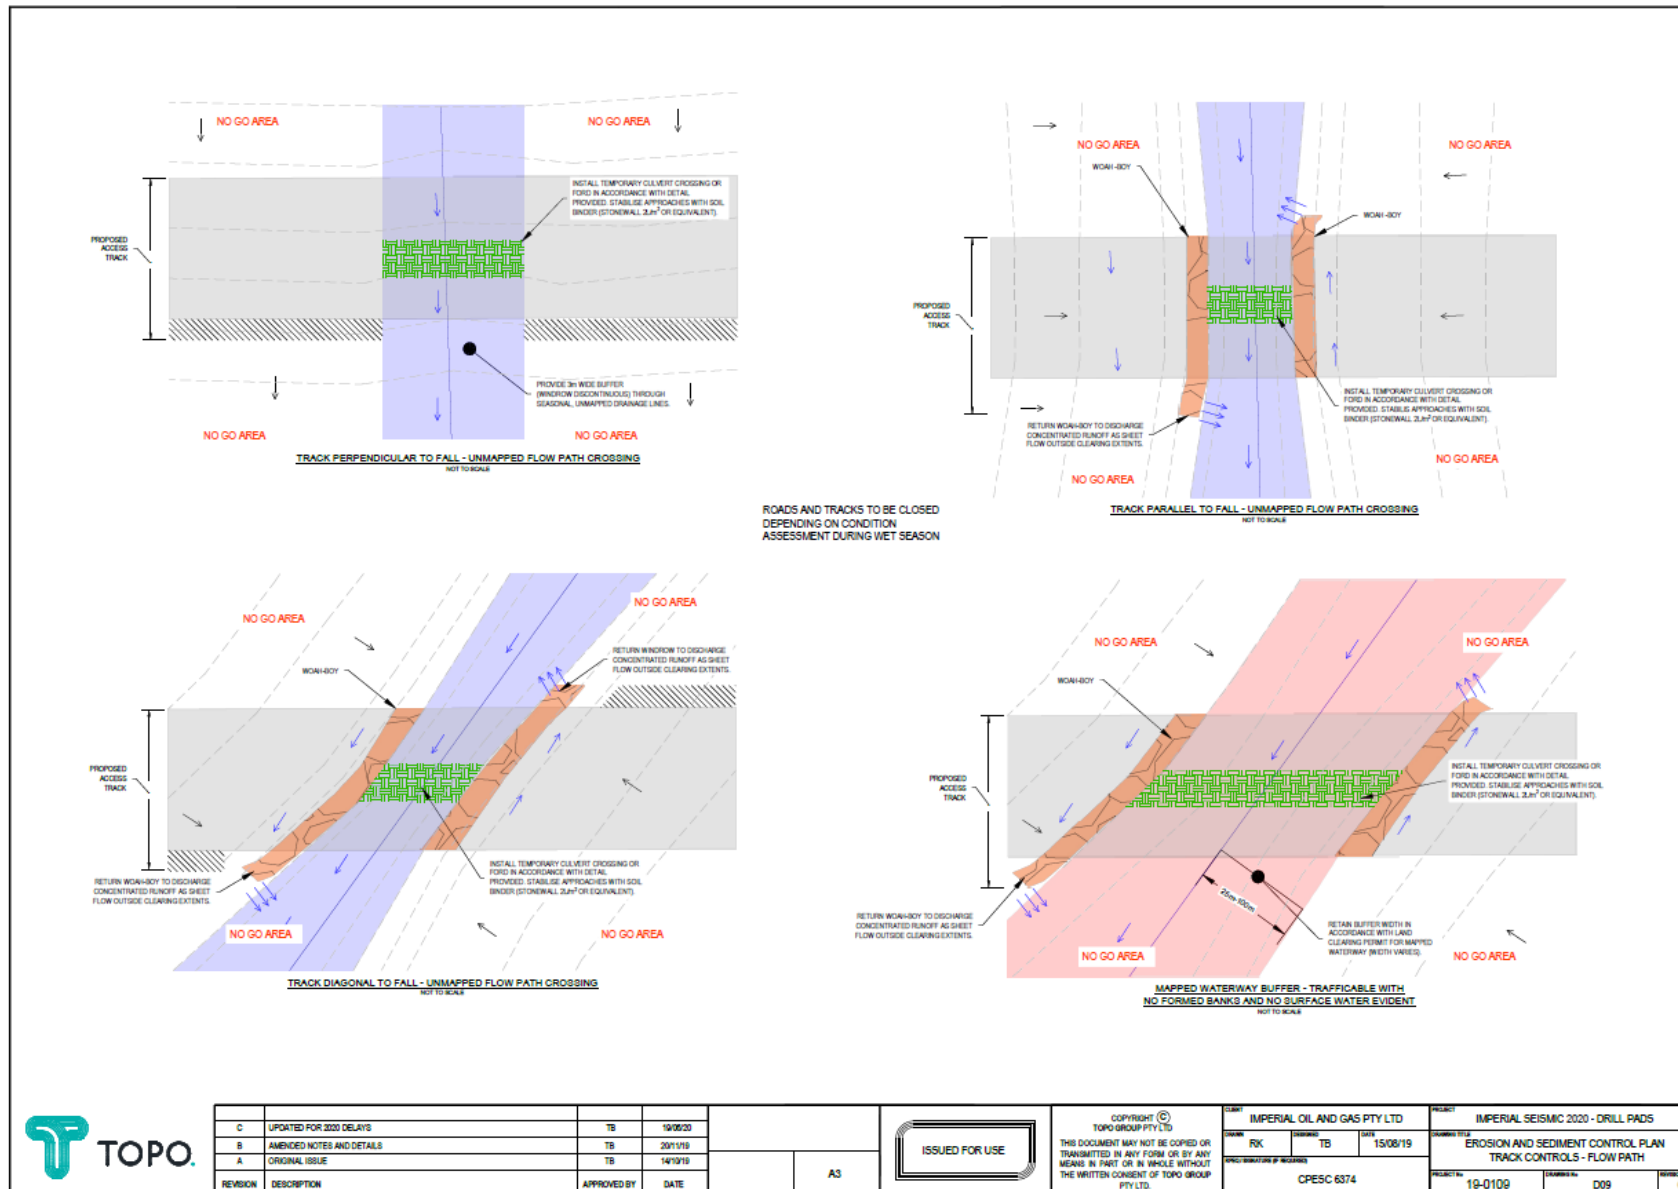 NO GO AREA
NO GO AREA
PROPOSED
ACCESS
TRACK
INSTALL TEMPORARY CULVERT CROSSING OR
FORD IN ACCORDANCE WITH DETAIL
PROVIDED. STABILISE APPROACHES WITH SOIL
BINDER (STONEWALL 2L/m² OR EQUIVALENT).
PROVIDE 3m WIDE BUFFER
(WINDROW DISCONTINUOUS) THROUGH
SEASONAL, UNMAPPED DRAINAGE LINES.
NO GO AREA
NO GO AREA
TRACK PERPENDICULAR TO FALL - UNMAPPED FLOW PATH CROSSING
NOT TO SCALE
NO GO AREA
NO GO AREA
WOAH-BOY
WOAH-BOY
PROPOSED
ACCESS
TRACK
INSTALL TEMPORARY CULVERT CROSSING OR
FORD IN ACCORDANCE WITH DETAIL
PROVIDED. STABILIS APPROACHES WITH SOIL
BINDER (STONEWALL 2L/m² OR EQUIVALENT).
RETURN WOAH-BOY TO DISCHARGE
CONCENTRATED RUNOFF AS SHEET
FLOW OUTSIDE CLEARING EXTENTS.
NO GO AREA
NO GO AREA
TRACK PARALLEL TO FALL - UNMAPPED FLOW PATH CROSSING
NOT TO SCALE
ROADS AND TRACKS TO BE CLOSED
DEPENDING ON CONDITION
ASSESSMENT DURING WET SEASON
NO GO AREA
NO GO AREA
WOAH-BOY
RETURN WINDROW TO DISCHARGE
CONCENTRATED RUNOFF AS SHEET
FLOW OUTSIDE CLEARING EXTENTS.
PROPOSED
ACCESS
TRACK
RETURN WOAH-BOY TO DISCHARGE
CONCENTRATED RUNOFF AS SHEET
FLOW OUTSIDE CLEARING EXTENTS.
INSTALL TEMPORARY CULVERT CROSSING OR
FORD IN ACCORDANCE WITH DETAIL
PROVIDED. STABILISE APPROACHES WITH SOIL
BINDER (STONEWALL 2L/m² OR EQUIVALENT).
NO GO AREA
NO GO AREA
TRACK DIAGONAL TO FALL - UNMAPPED FLOW PATH CROSSING
NOT TO SCALE
NO GO AREA
NO GO AREA
WOAH-BOY
PROPOSED
ACCESS
TRACK
INSTALL TEMPORARY CULVERT CROSSING OR
FORD IN ACCORDANCE WITH DETAIL
PROVIDED. STABILISE APPROACHES WITH SOIL
BINDER (STONEWALL 2L/m² OR EQUIVALENT).
RETURN WOAH-BOY TO DISCHARGE
CONCENTRATED RUNOFF AS SHEET
FLOW OUTSIDE CLEARING EXTENTS.
25m-100m
RETAIN BUFFER WIDTH IN
ACCORDANCE WITH LAND
CLEARING PERMIT FOR MAPPED
WATERWAY (WIDTH VARIES).
NO GO AREA
NO GO AREA
MAPPED WATERWAY BUFFER - TRAFFICABLE WITH
NO FORMED BANKS AND NO SURFACE WATER EVIDENT
NOT TO SCALE
TOPO.
C UPDATED FOR 2020 DELAYS TB 19/06/20
B AMENDED NOTES AND DETAILS TB 20/11/19
A ORIGINAL ISSUE TB 14/10/19
REVISION DESCRIPTION APPROVED BY DATE
A3
ISSUED FOR USE
COPYRIGHT ©
TOPO GROUP PTY LTD
THIS DOCUMENT MAY NOT BE COPIED OR
TRANSMITTED IN ANY FORM OR BY ANY
MEANS IN PART OR IN WHOLE WITHOUT
THE WRITTEN CONSENT OF TOPO GROUP
PTY LTD.
CLIENT
IMPERIAL OIL AND GAS PTY LTD
DRAWN RK DESIGNED TB DATE 15/08/19
CPESC 6374
PROJECT
IMPERIAL SEISMIC 2020 - DRILL PADS
DRAWING TITLE
EROSION AND SEDIMENT CONTROL PLAN
TRACK CONTROLS - FLOW PATH
PROJECT No 19-0109 DRAWING No D09